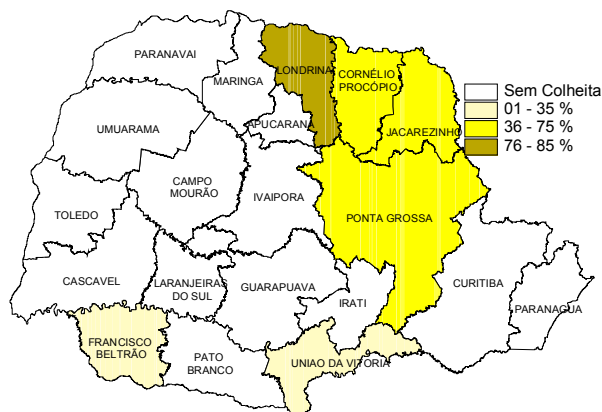 PARANAVAI
MARINGA
LONDRINA
CORNÉLIO
PROCÓPIO
APUCARANA
JACAREZINHO
Sem Colheita
01 - 35 %
36 - 75 %
76 - 85 %
UMUARAMA
CAMPO
MOURÃO
IVAIPORA
TOLEDO
PONTA GROSSA
CASCAVEL
LARANJEIRAS
DO SUL
GUARAPUAVA
IRATI
CURITIBA
PARANAGUA
FRANCISCO
BELTRÃO
PATO
BRANCO
UNIAO DA VITÓRIA